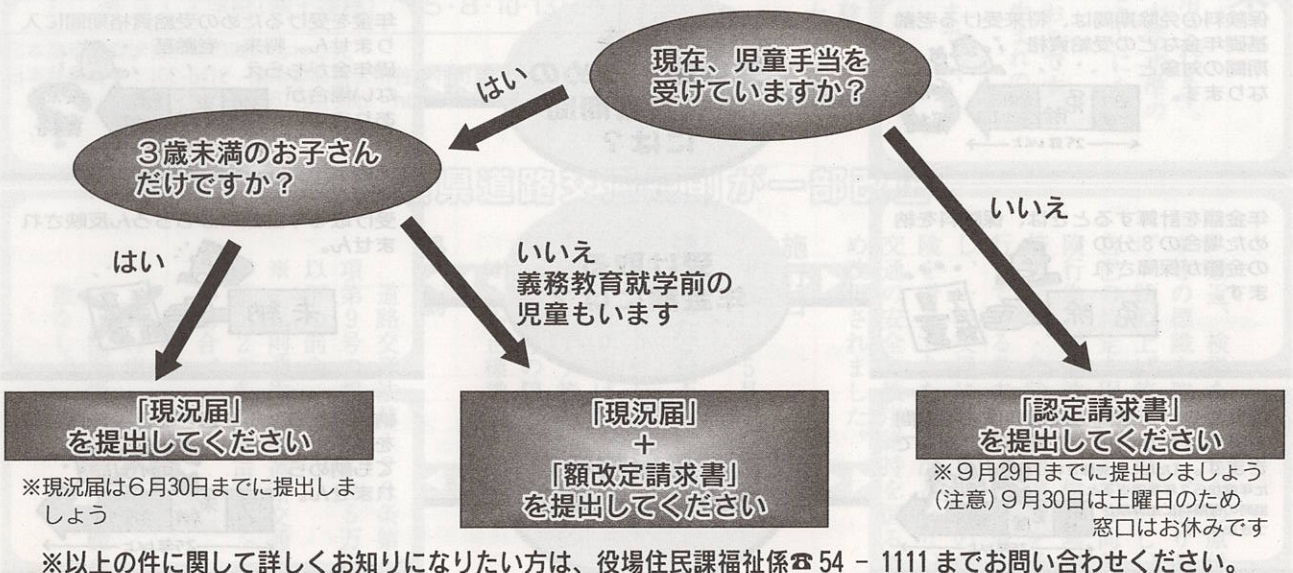 現在、児童手当を
受けていますか？
はい
３歳未満のお子さん
だけですか？
いいえ
はい
いいえ
義務教育就学前の
児童もいます
「現況届」
を提出してください
※現況届は６月30日までに提出しま
しょう
「現況届」
＋
「額改定請求書」
を提出してください
「認定請求書」
を提出してください
※９月29日までに提出しましょう
(注意)９月30日は土曜日のため
窓口はお休みです
※以上の件に関して詳しくお知りになりたい方は、役場住民課福祉係☎54－1111までお問い合わせください。